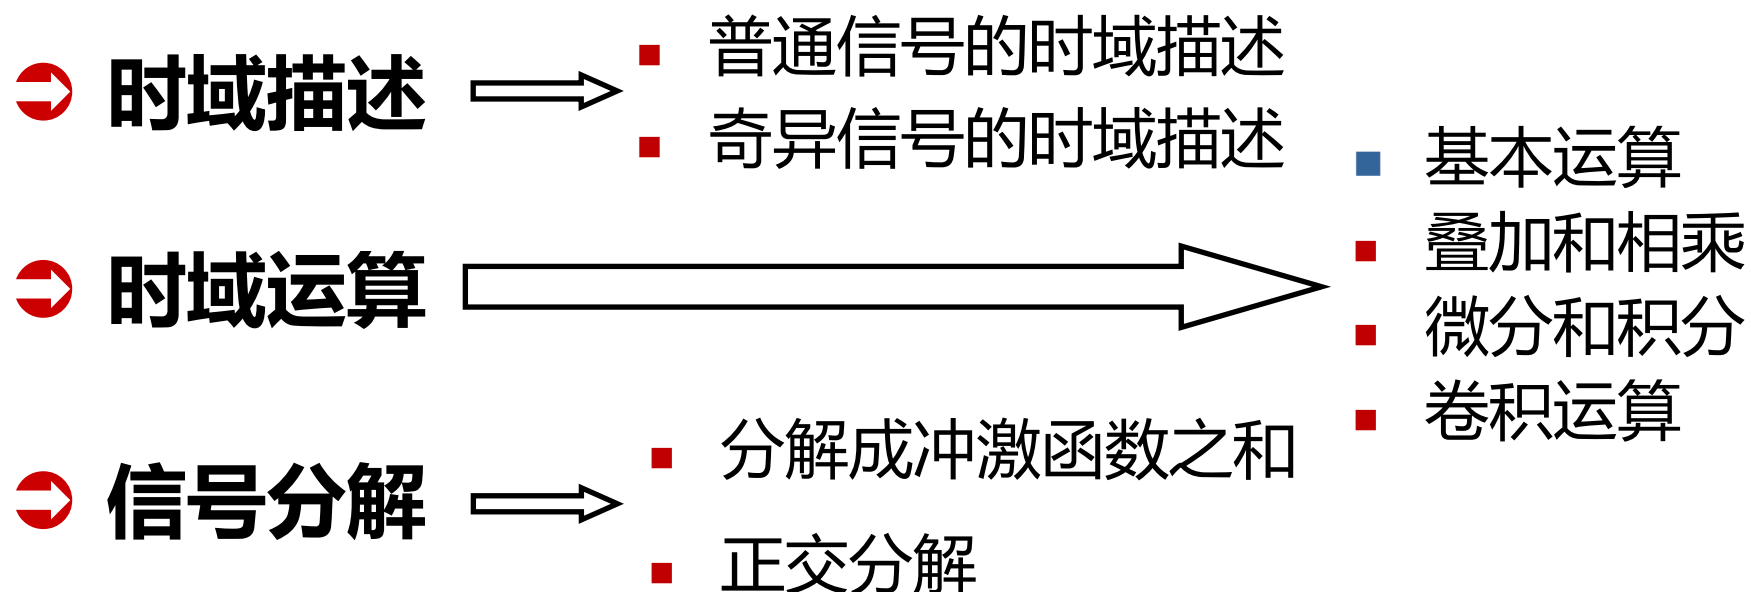 时域描述
普通信号的时域描述
奇异信号的时域描述
时域运算
基本运算
叠加和相乘
微分和积分
卷积运算
信号分解
分解成冲激函数之和
正交分解